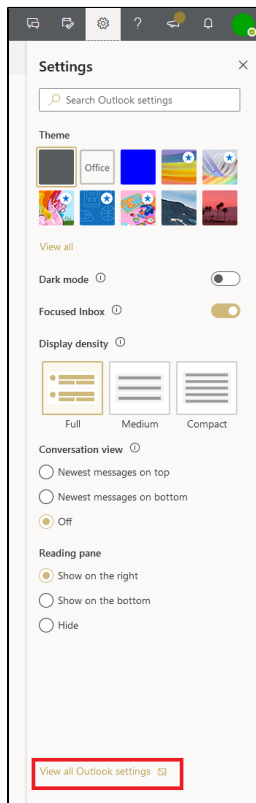 Settings
Search Outlook settings
Theme
Office
View all
Dark mode
Focused Inbox
Display density
Full Medium Compact
Conversation view
Newest messages on top
Newest messages on bottom
Off
Reading pane
Show on the right
Show on the bottom
Hide
View all Outlook settings